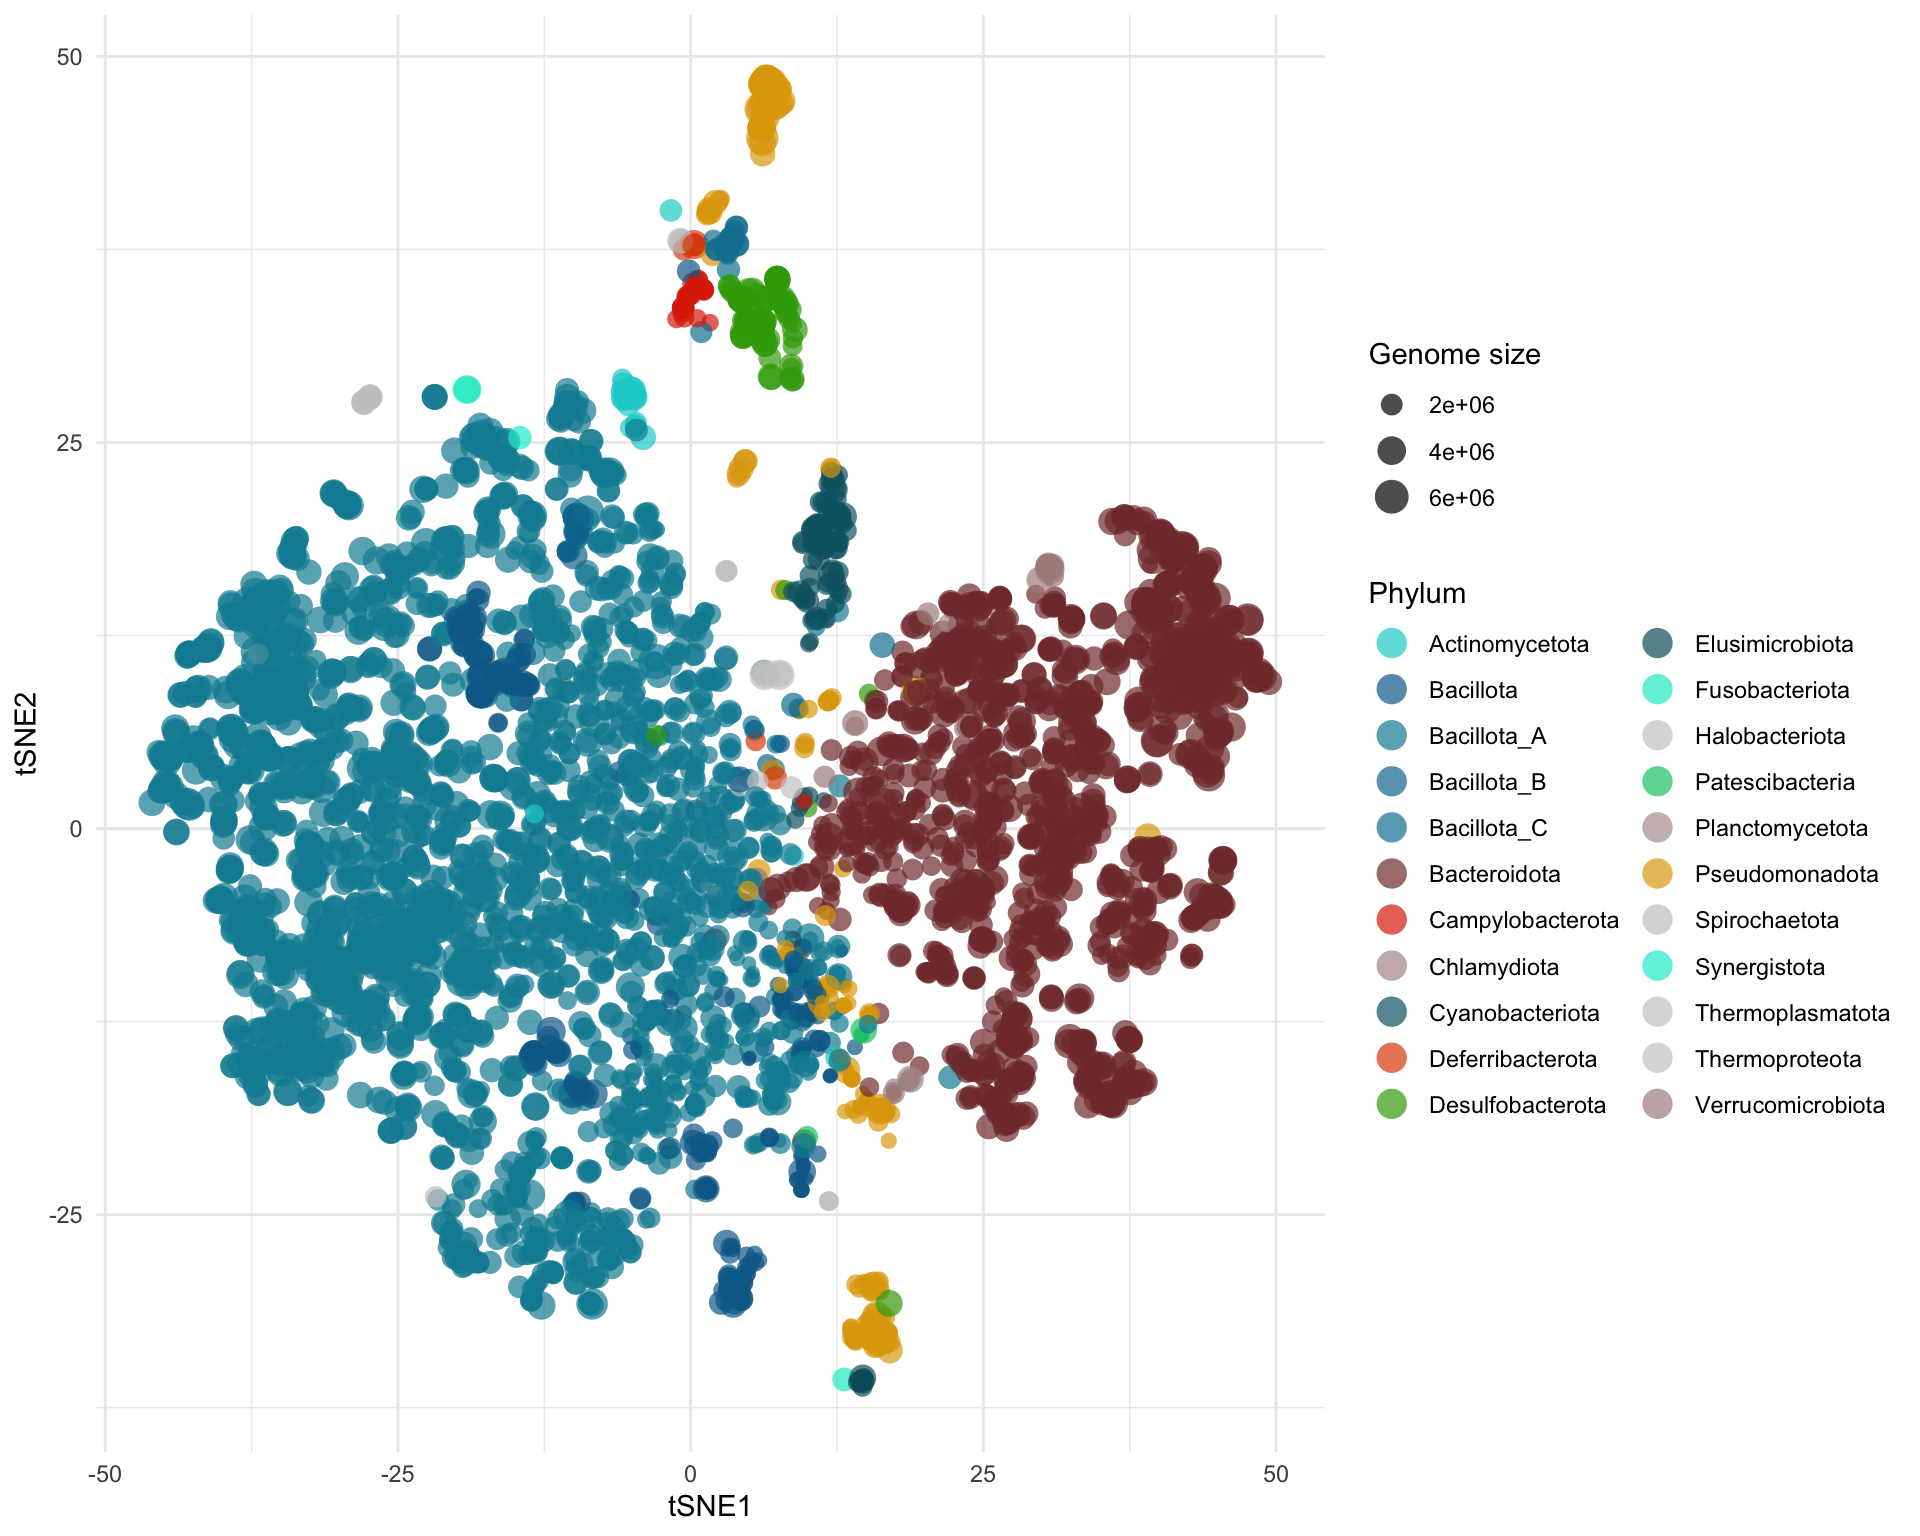 50
25
0
-25
-50
-25
0
25
50
tSNE1
tSNE2
Genome size
2e+06
4e+06
6e+06
Phylum
Actinomycetota
Bacillota
Bacillota_A
Bacillota_B
Bacillota_C
Bacteroidota
Campylobacterota
Chlamydiota
Cyanobacteriota
Deferribacterota
Desulfobacterota
Elusimicrobiota
Fusobacteriota
Halobacteriota
Patescibacteria
Planctomycetota
Pseudomonadota
Spirochaetota
Synergistota
Thermoplasmatota
Thermoproteota
Verrucomicrobiota